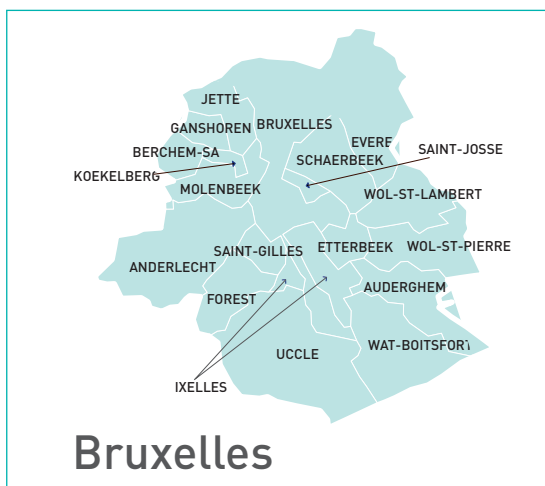 JETTE
GANSHOREN
BRUXELLES
EVERE
SAINT-JOSSE
BERCHEM-SA
SCHAERBEEK
KOEKELBERG
MOLENBEEK
WOL-ST-LAMBERT
SAINT-GILLES
ETTERBEEK
WOL-ST-PIERRE
ANDERLECHT
AUDERGHEM
FOREST
WAT-BOITSFORT
UCCLE
IXELLES
Bruxelles